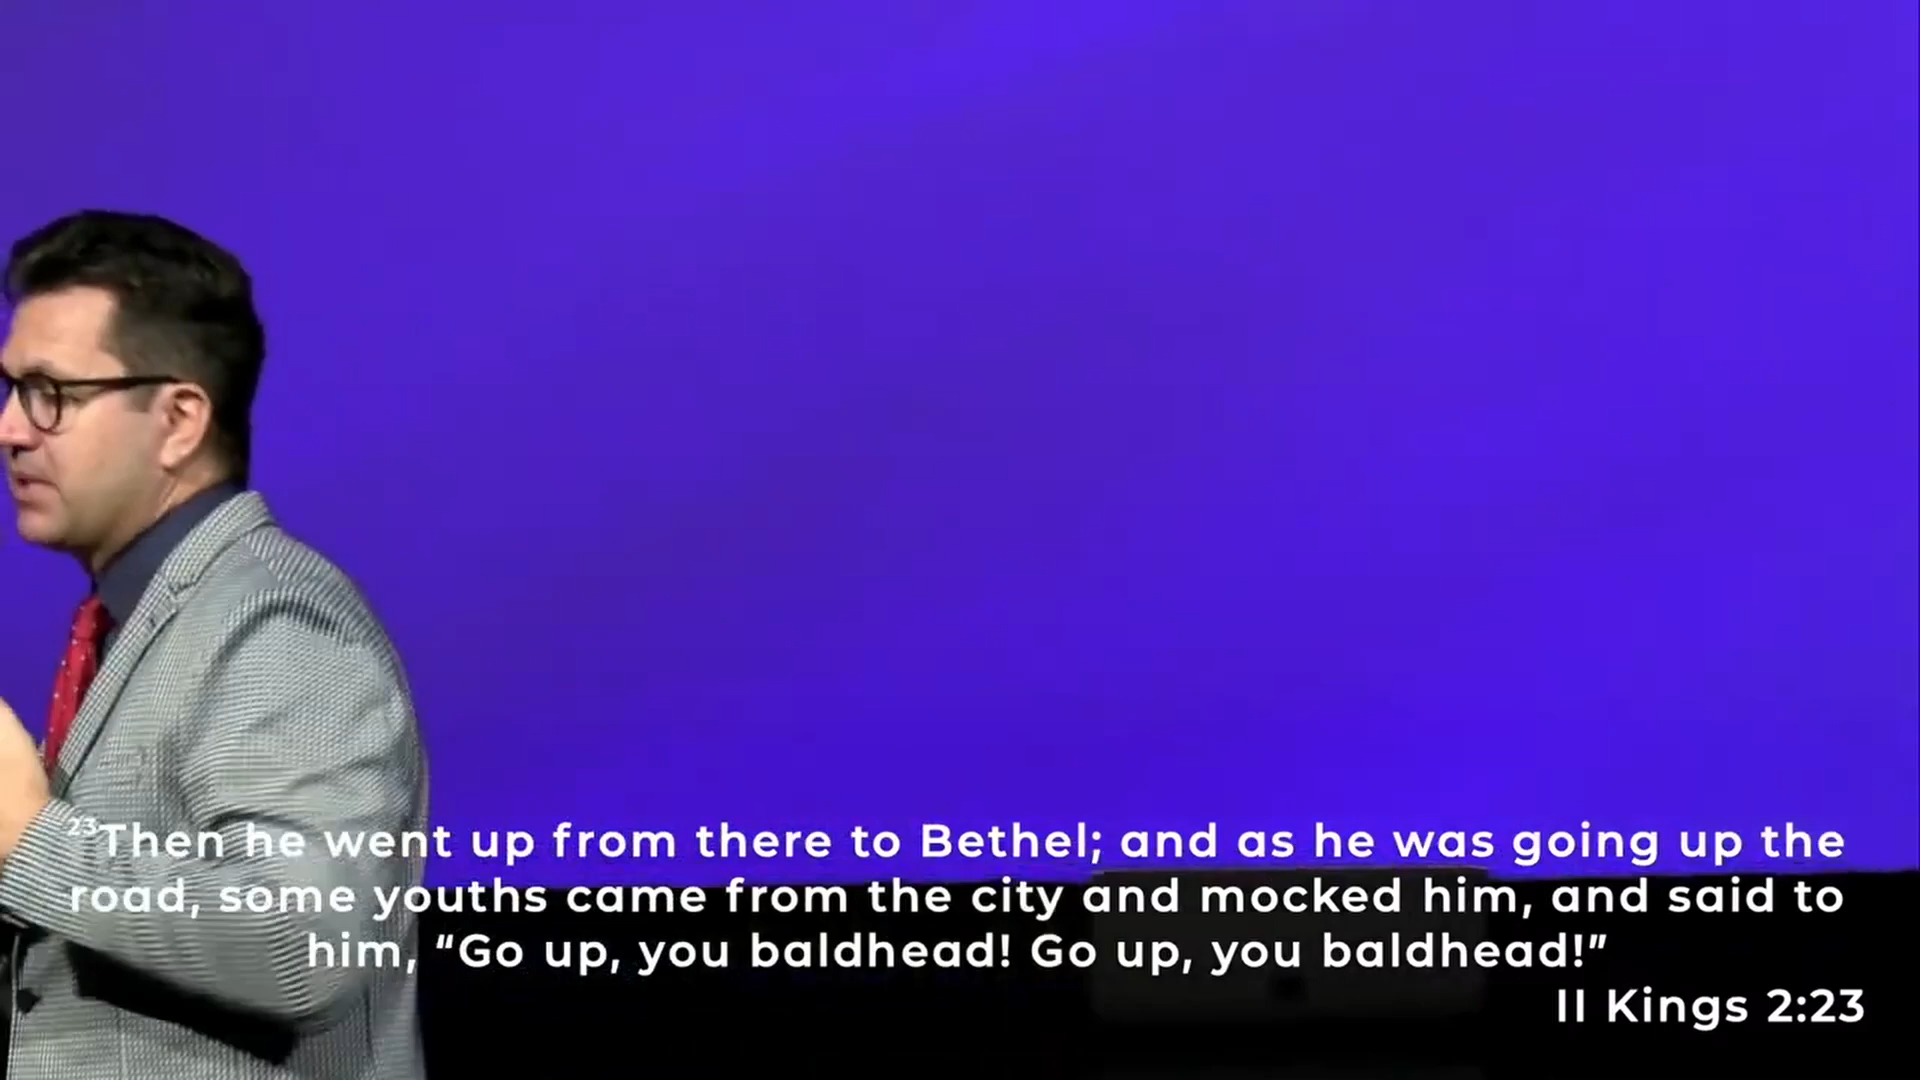 23Then he went up from there to Bethel; and as he was going up the
road, some youths came from the city and mocked him, and said to
him, “Go up, you baldhead! Go up, you baldhead!”
II Kings 2:23